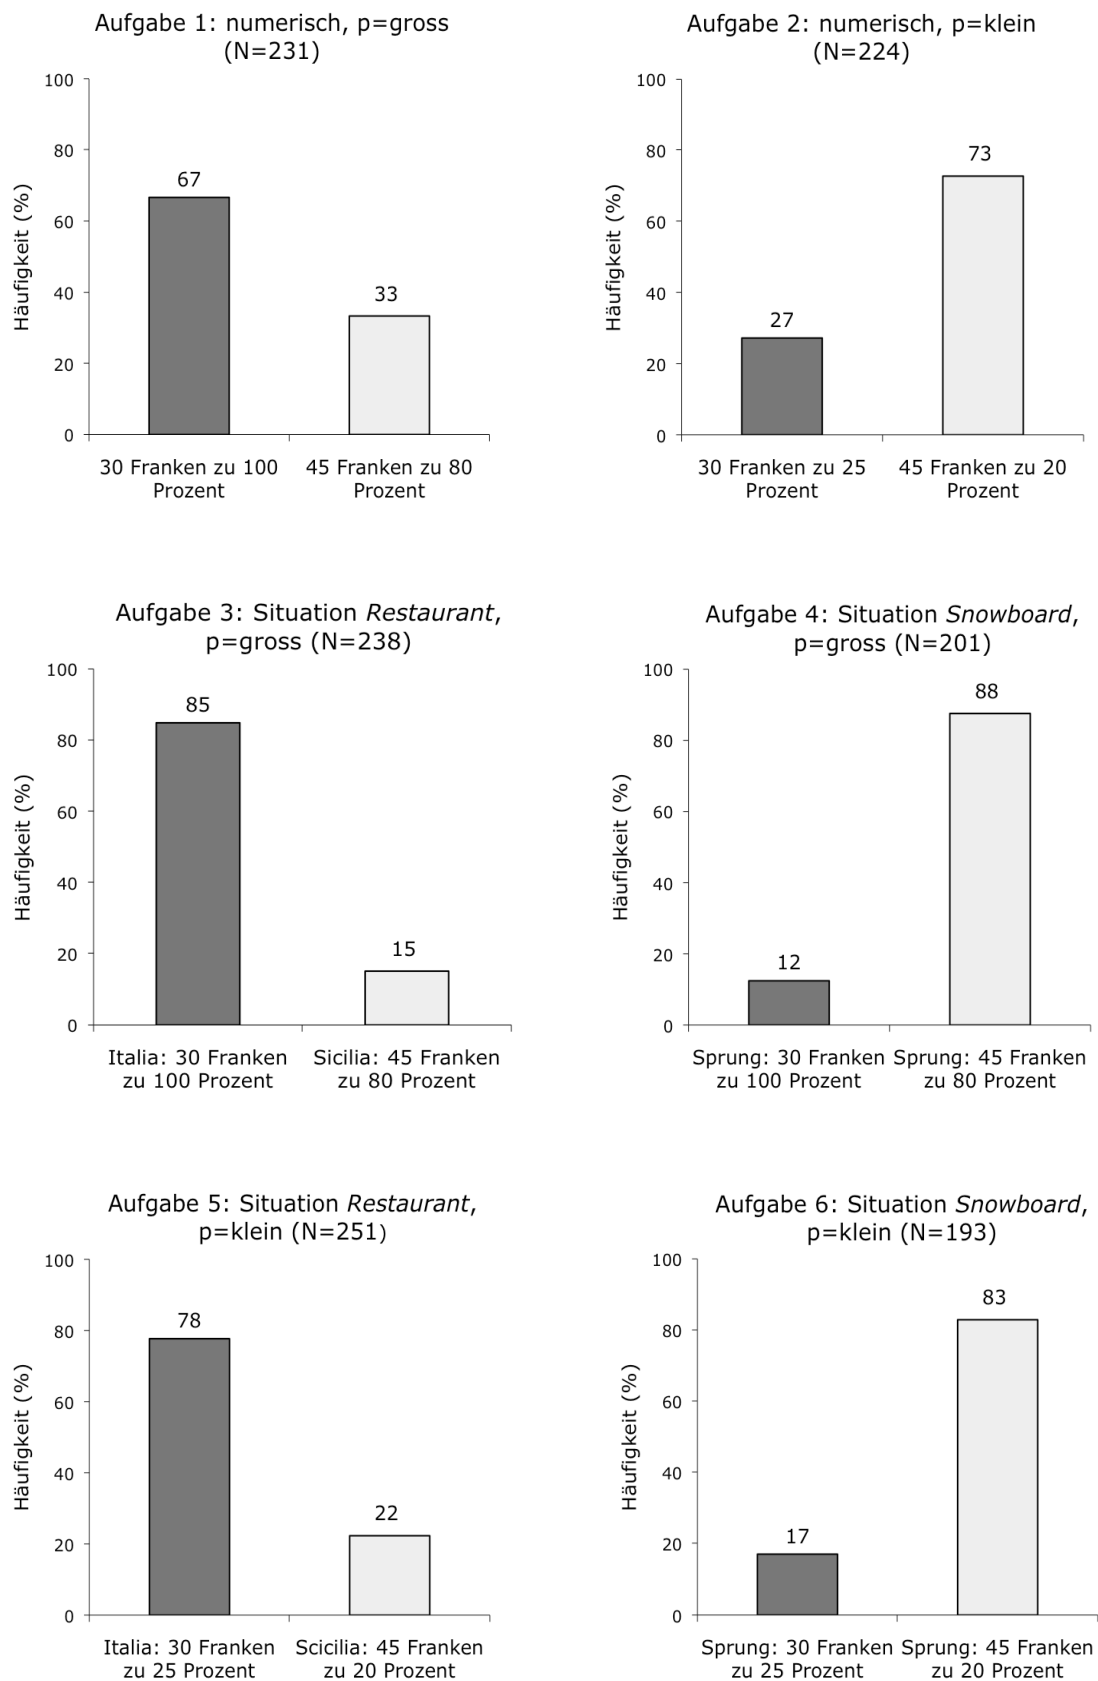 Aufgabe 1: numerisch, p=gross
(N=231)
Häufigkeit (%)
100
80
60
40
20
0
67
33
30 Franken zu 100
Prozent
45 Franken zu 80
Prozent
Aufgabe 2: numerisch, p=klein
(N=224)
Häufigkeit (%)
100
80
60
40
20
0
27
73
30 Franken zu 25
Prozent
45 Franken zu 20
Prozent
Aufgabe 3: Situation Restaurant,
p=gross (N=238)
Häufigkeit (%)
100
80
60
40
20
0
85
15
Italia: 30 Franken
zu 100 Prozent
Sicilia: 45 Franken
zu 80 Prozent
Aufgabe 4: Situation Snowboard,
p=gross (N=201)
Häufigkeit (%)
100
80
60
40
20
0
12
88
Sprung: 30 Franken
zu 100 Prozent
Sprung: 45 Franken
zu 80 Prozent
Aufgabe 5: Situation Restaurant,
p=klein (N=251)
Häufigkeit (%)
100
80
60
40
20
0
78
22
Italia: 30 Franken
zu 25 Prozent
Scicilia: 45 Franken
zu 20 Prozent
Aufgabe 6: Situation Snowboard,
p=klein (N=193)
Häufigkeit (%)
100
80
60
40
20
0
17
83
Sprung: 30 Franken
zu 25 Prozent
Sprung: 45 Franken
zu 20 Prozent